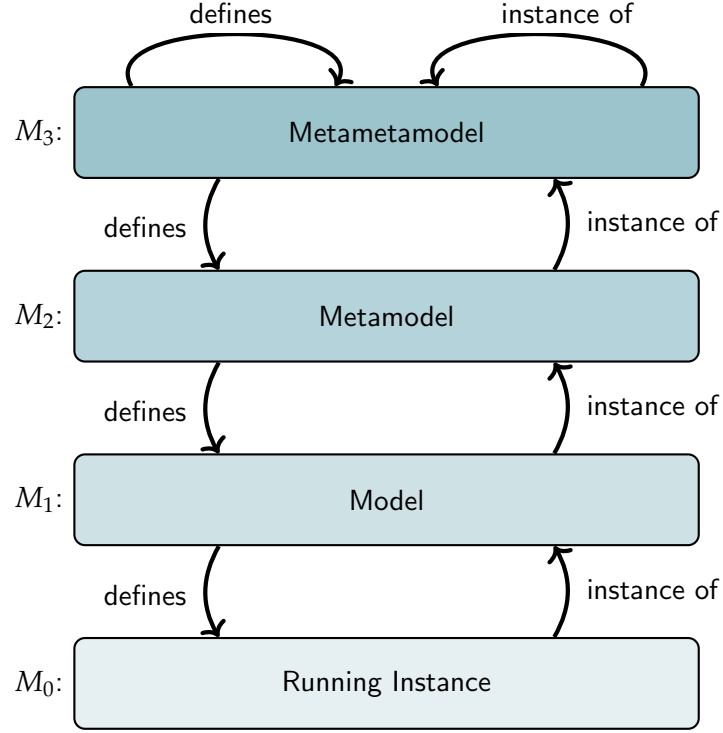 defines
instance of
M₃:
Metametamodel
defines
instance of
M₂:
Metamodel
defines
instance of
M₁:
Model
defines
instance of
M₀:
Running Instance